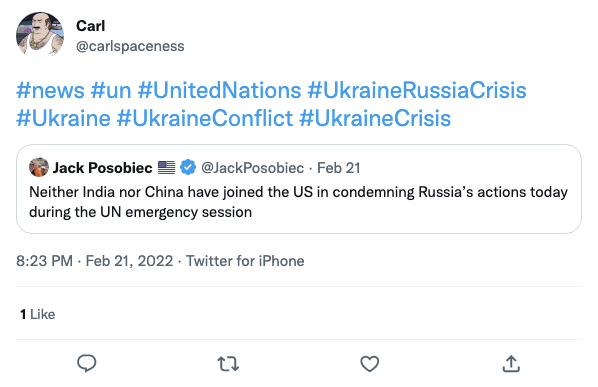 Carl
@carlspaceness
#news #un #UnitedNations #UkraineRussiaCrisis
#Ukraine #UkraineConflict #UkraineCrisis
Jack Posobiec 🇺🇸 @JackPosobiec · Feb 21
Neither India nor China have joined the US in condemning Russia’s actions today
during the UN emergency session
8:23 PM · Feb 21, 2022 · Twitter for iPhone
1 Like